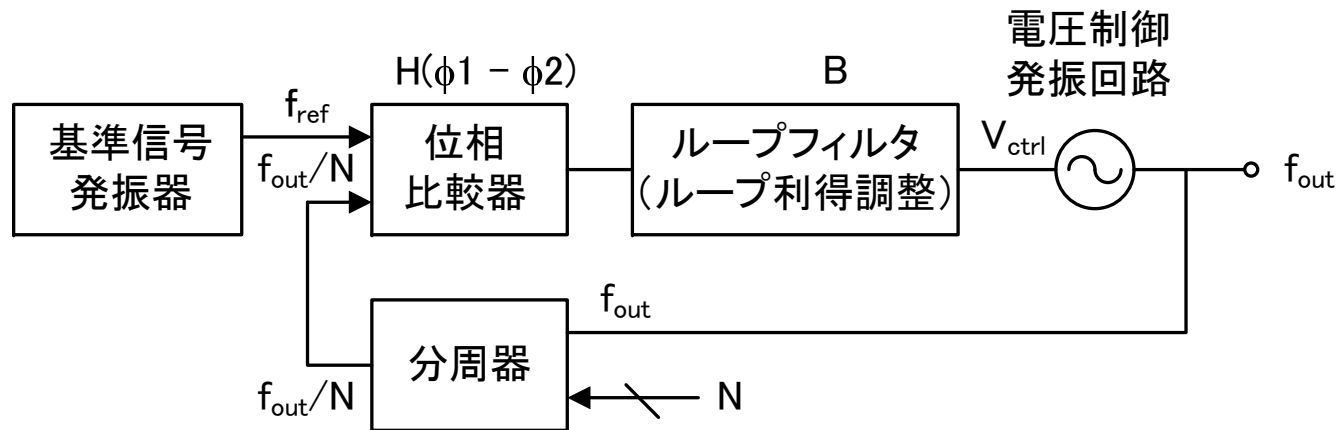 電圧制御
発振回路
H(φ1 − φ2)
B
基準信号
発振器
f_ref
f_out/N
位相
比較器
ループフィルタ
(ループ利得調整)
V_ctrl
f_out
分周器
f_out
f_out/N
N